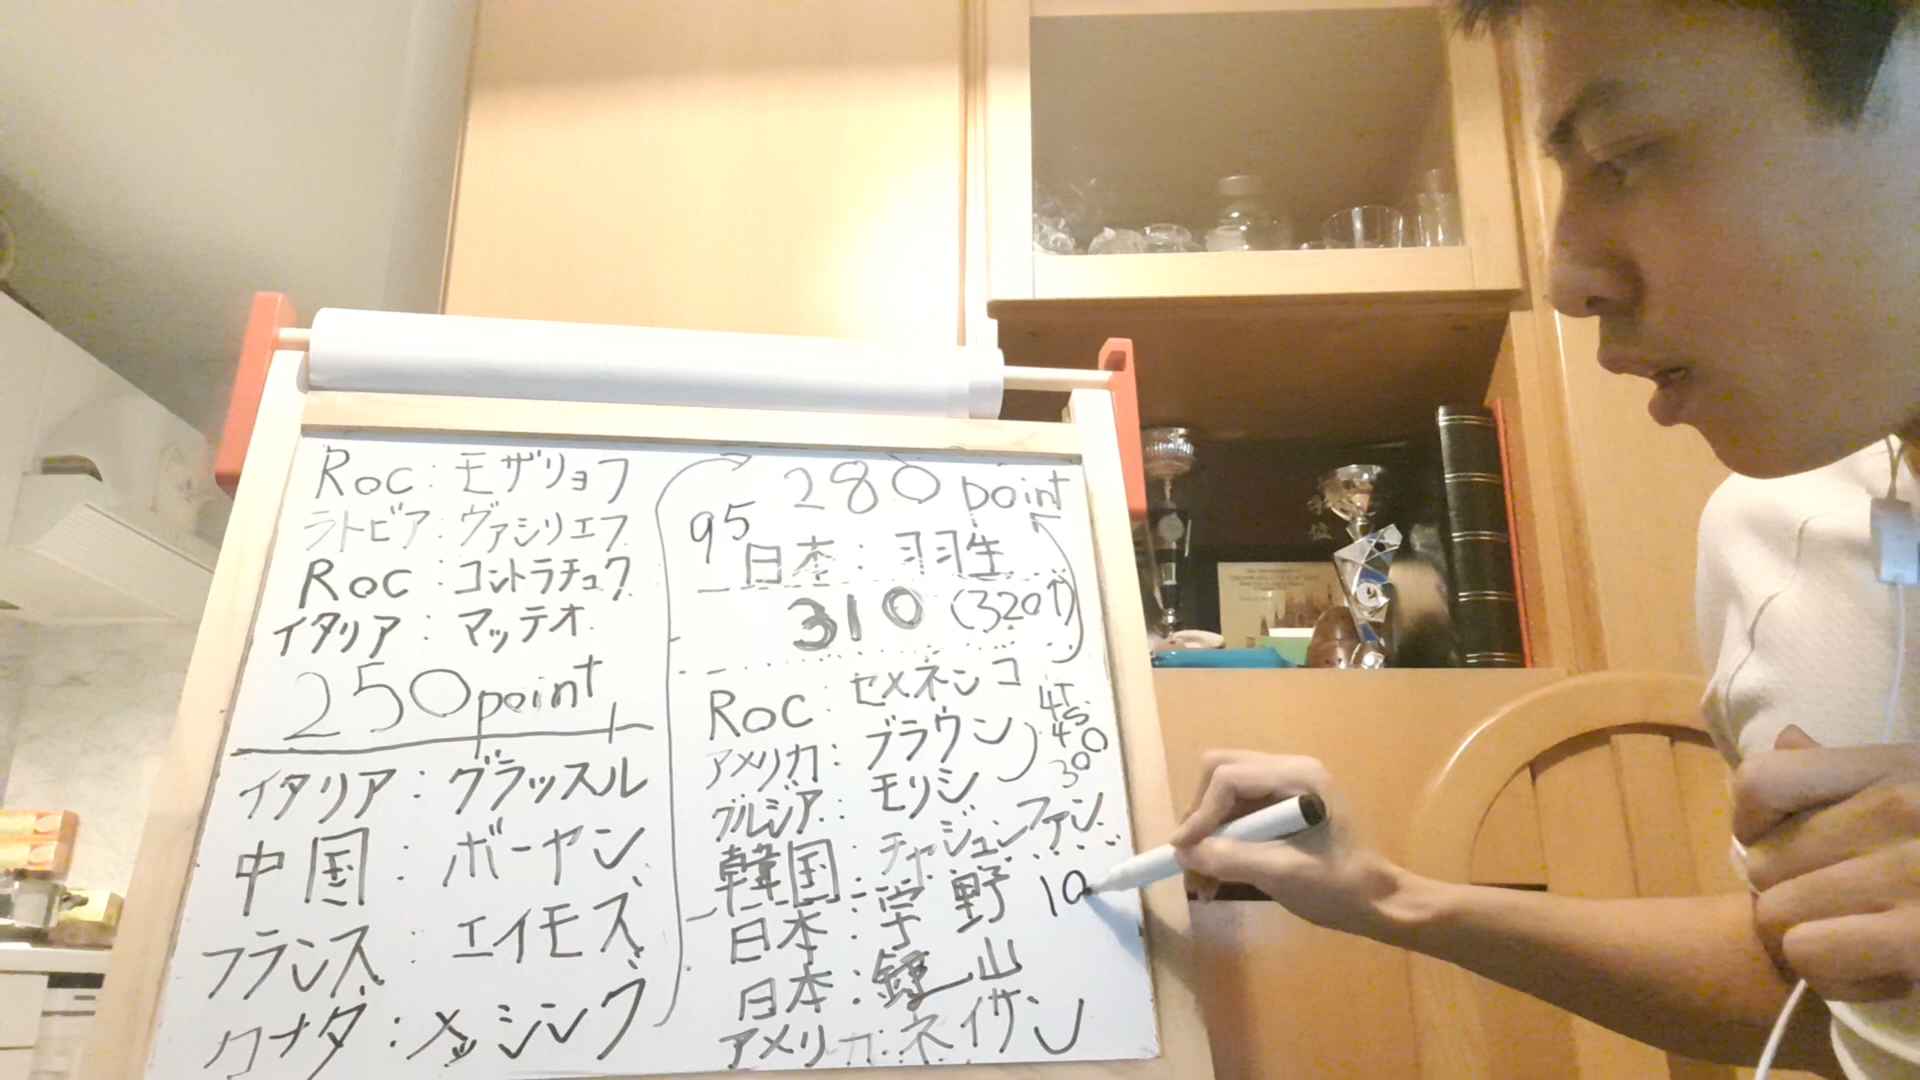 Roc : モザリョフ
ラトビア : ヴァシリエフ
Roc : コントラチュク
イタリア : マッテオ
250point
イタリア : グラッスル
中国 : ボーヤン
フランス : エイモズ
カナダ : メッシング
280 point
95
日本 : 羽生
310 (320↑)
Roc : セメネンコ
アメリカ : ブラウン
グルジア : モリシ
4T
4S
300
韓国 : チャジュンファン
日本 : 宇野 10
日本 : 鍵山
アメリカ ネイサン